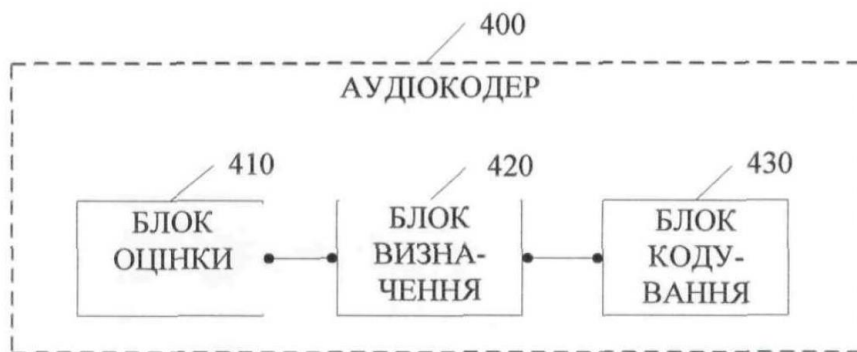 400
АУДІОКОДЕР
410
420
430
БЛОК
ОЦІНКИ
БЛОК
ВИЗНА-
ЧЕННЯ
БЛОК
КОДУ-
ВАННЯ